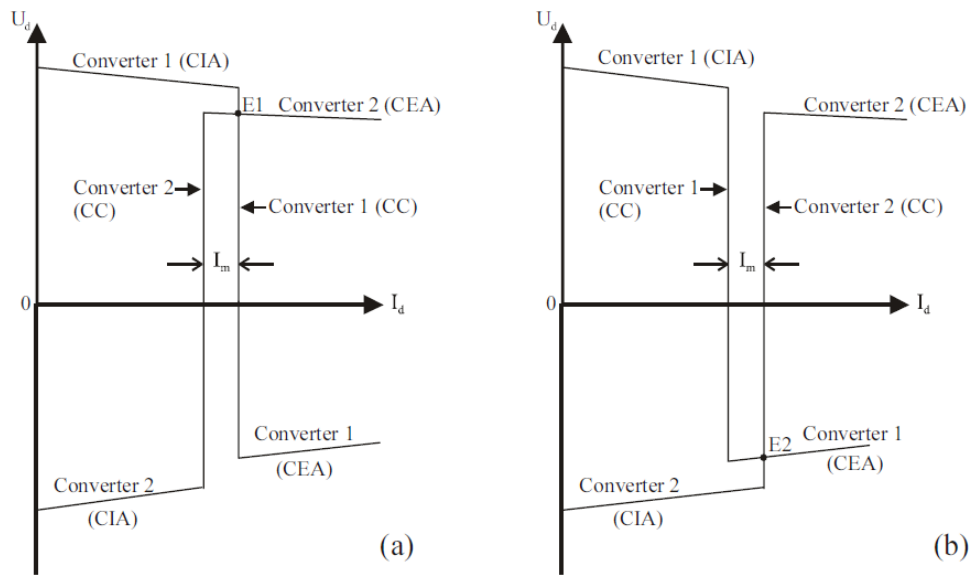 U_d
Converter 1 (CIA)
E1 Converter 2 (CEA)
Converter 2
(CC)
Converter 1 (CC)
I_m
0
I_d
Converter 1
(CEA)
Converter 2
(CIA)
(a)
U_d
Converter 1 (CIA)
Converter 2 (CEA)
Converter 1
(CC)
Converter 2 (CC)
I_m
0
I_d
E2 Converter 1
(CEA)
Converter 2
(CIA)
(b)